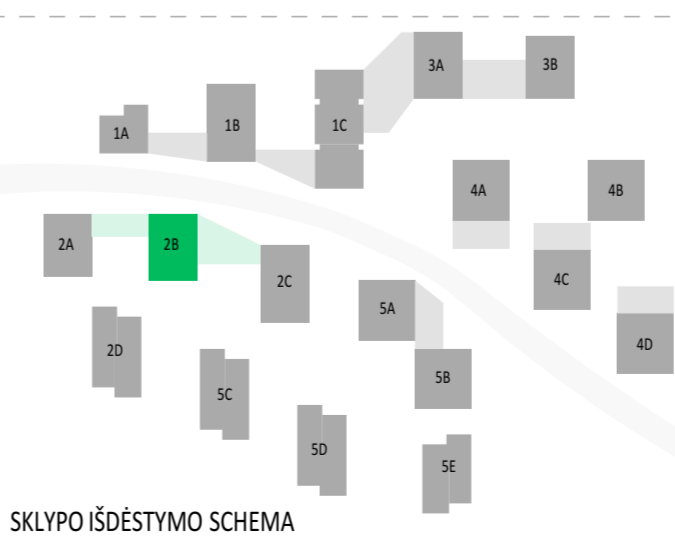 3A
3B
1A
1B
1C
4A
4B
2A
2B
2C
4C
5A
4D
2D
5B
5C
5D
5E
SKLYPO IŠDĖSTYMO SCHEMA